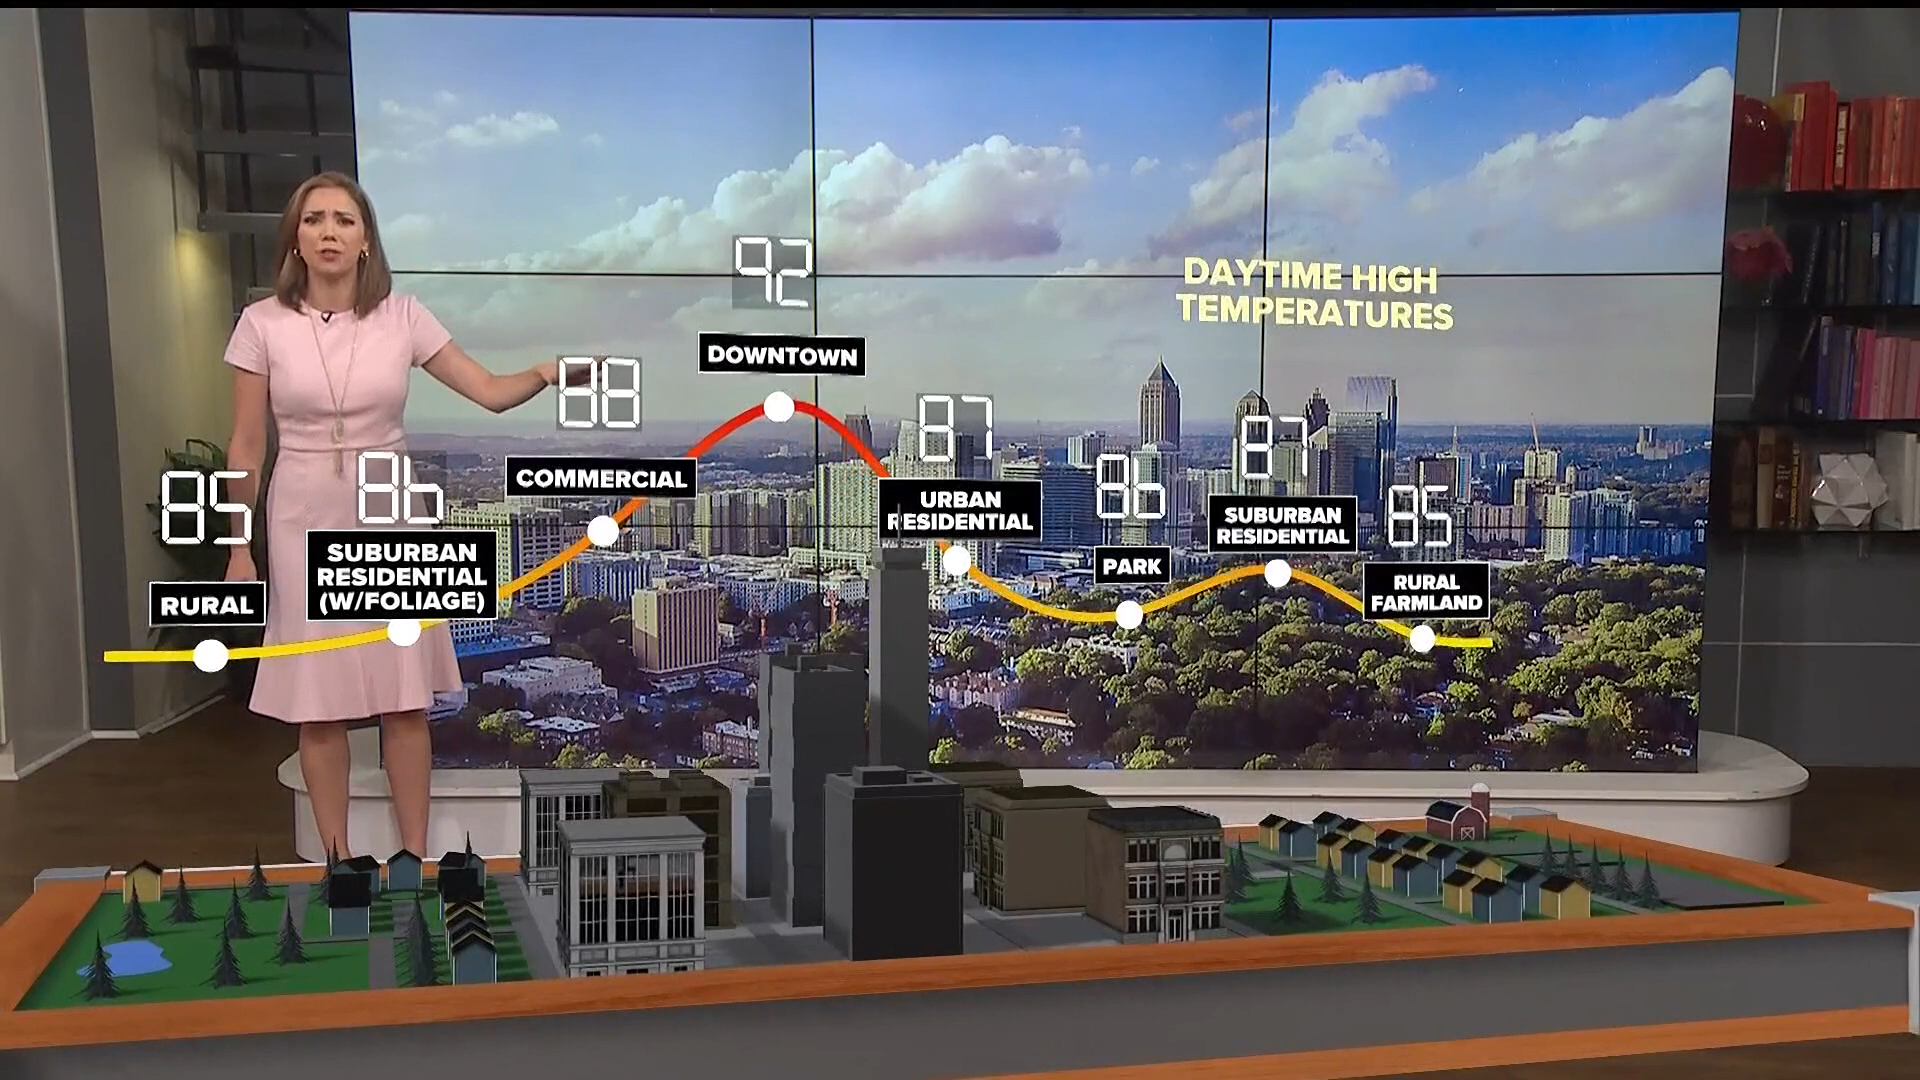 DAYTIME HIGH
TEMPERATURES
85
RURAL
86
SUBURBAN
RESIDENTIAL
(W/FOLIAGE)
88
COMMERCIAL
92
DOWNTOWN
87
URBAN
RESIDENTIAL
86
PARK
87
SUBURBAN
RESIDENTIAL
85
RURAL
FARMLAND